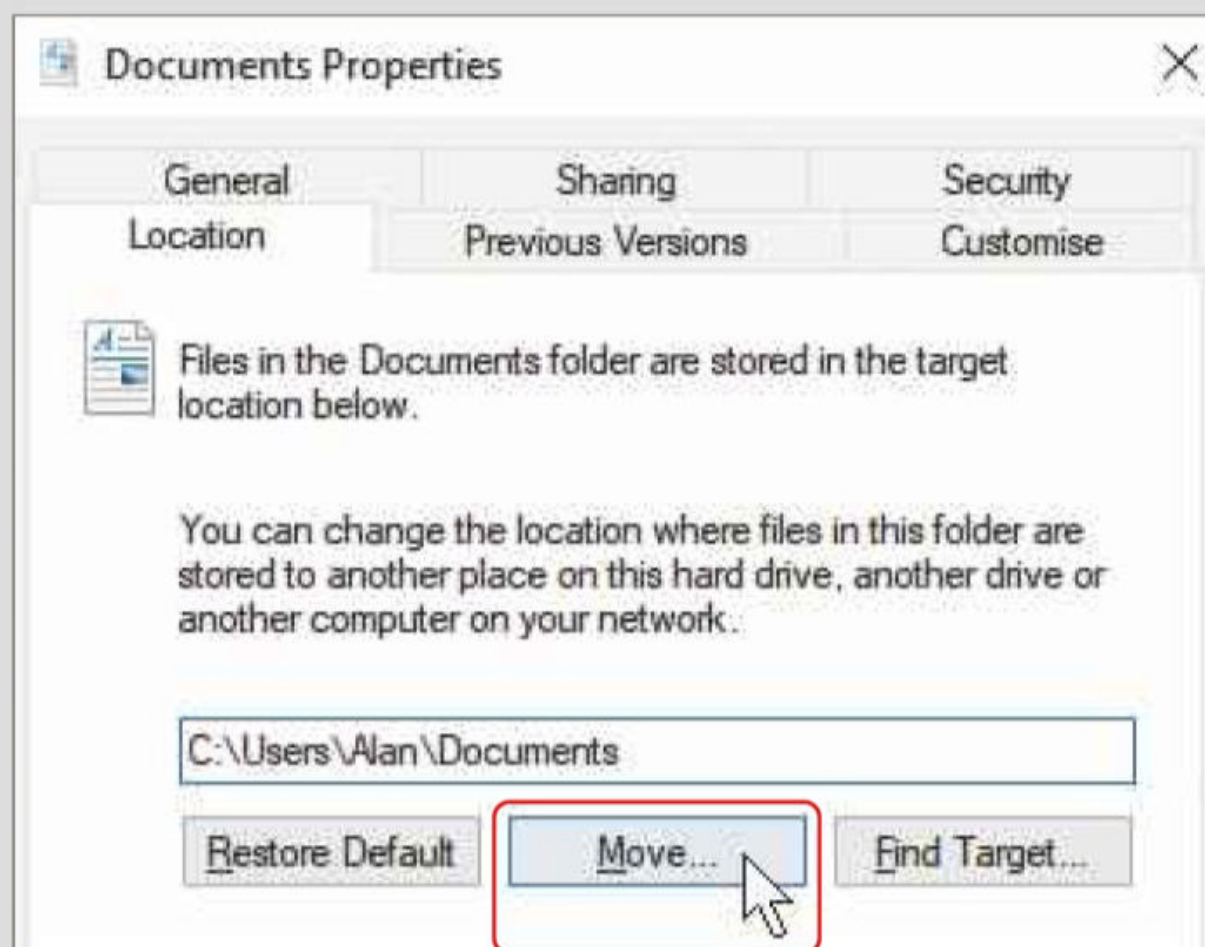 Documents Properties
General
Sharing
Security
Location
Previous Versions
Customise
Files in the Documents folder are stored in the target
location below.
You can change the location where files in this folder are
stored to another place on this hard drive, another drive or
another computer on your network.
C:\Users\Alan\Documents
Restore Default
Move...
Find Target...